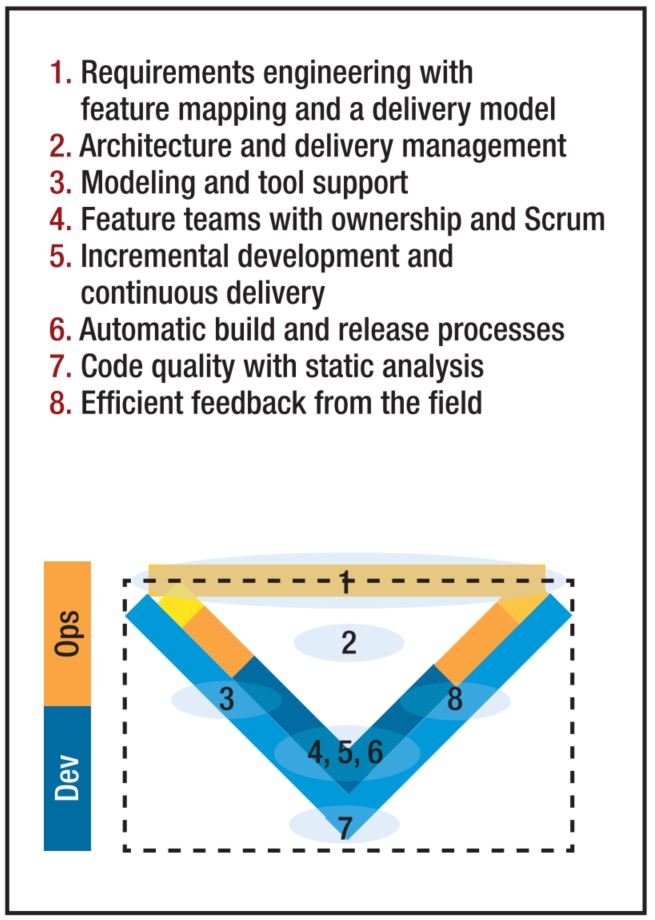 1. Requirements engineering with
feature mapping and a delivery model
2. Architecture and delivery management
3. Modeling and tool support
4. Feature teams with ownership and Scrum
5. Incremental development and
continuous delivery
6. Automatic build and release processes
7. Code quality with static analysis
8. Efficient feedback from the field
1
Ops
2
3
8
4, 5, 6
Dev
7